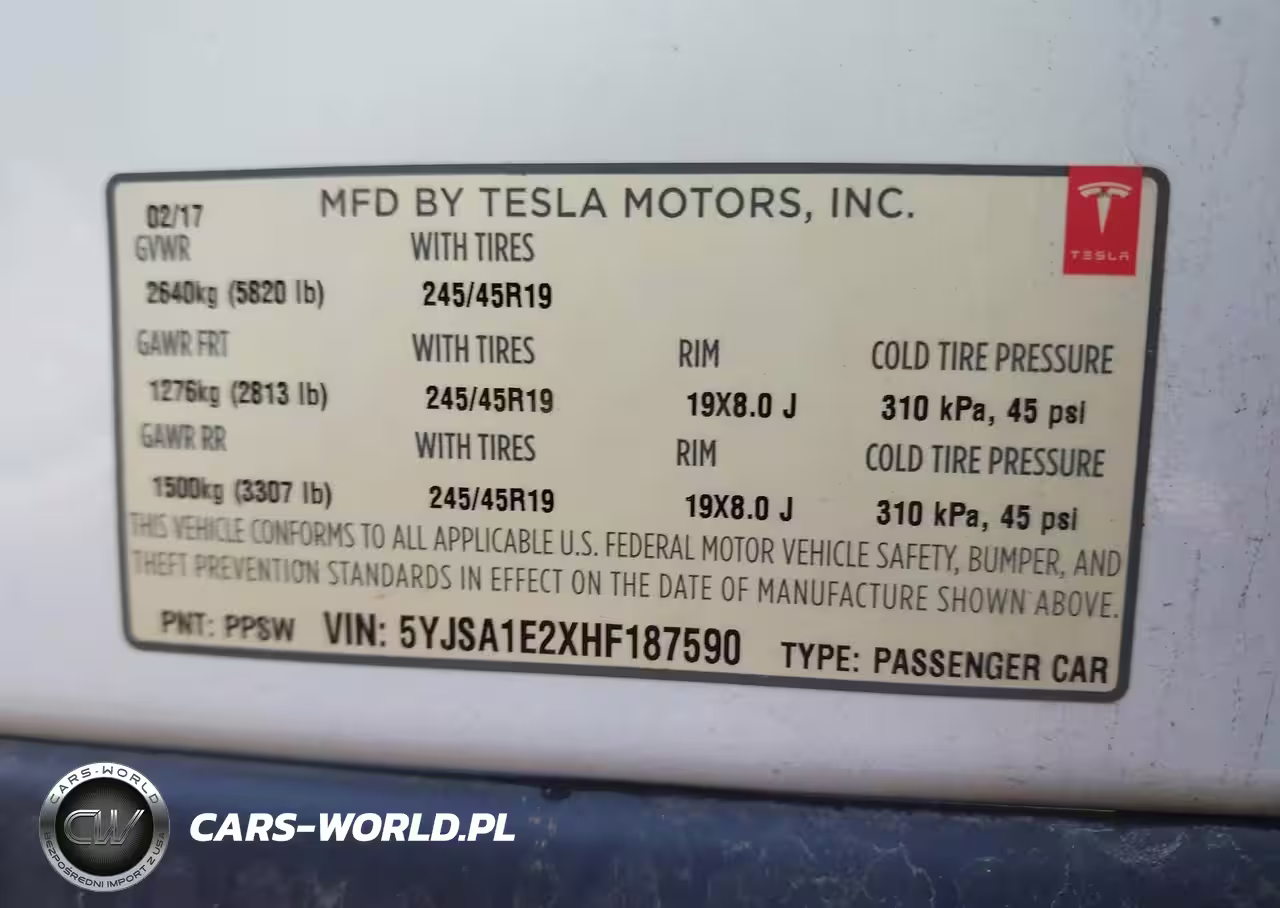 02/17 MFD BY TESLA MOTORS, INC.
TESLA
GVWR WITH TIRES
2640kg (5820 lb) 245/45R19
GAWR FRT WITH TIRES RIM COLD TIRE PRESSURE
1276kg (2813 lb) 245/45R19 19X8.0 J 310 kPa, 45 psi
GAWR RR WITH TIRES RIM COLD TIRE PRESSURE
1500kg (3307 lb) 245/45R19 19X8.0 J 310 kPa, 45 psi
THIS VEHICLE CONFORMS TO ALL APPLICABLE U.S. FEDERAL MOTOR VEHICLE SAFETY, BUMPER, AND
THEFT PREVENTION STANDARDS IN EFFECT ON THE DATE OF MANUFACTURE SHOWN ABOVE.
PNT: PPSW VIN: 5YJSA1E2XHF187590 TYPE: PASSENGER CAR
CARS-WORLD
CW
BEZPOŚREDNI IMPORT Z USA
CARS-WORLD.PL